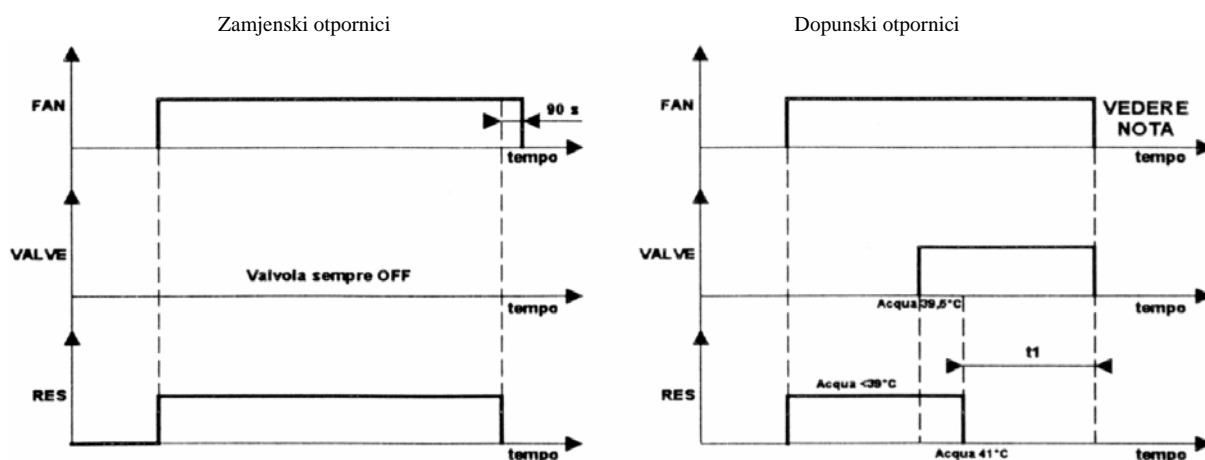 Zamjenski otpornici
FAN
90 s
tempo
VALVE
Valvola sempre OFF
tempo
RES
tempo
Dopunski otpornici
FAN
VEDERE
NOTA
tempo
VALVE
Acqua 39,5°C
tempo
t1
Acqua <39°C
RES
Acqua 41°C
tempo